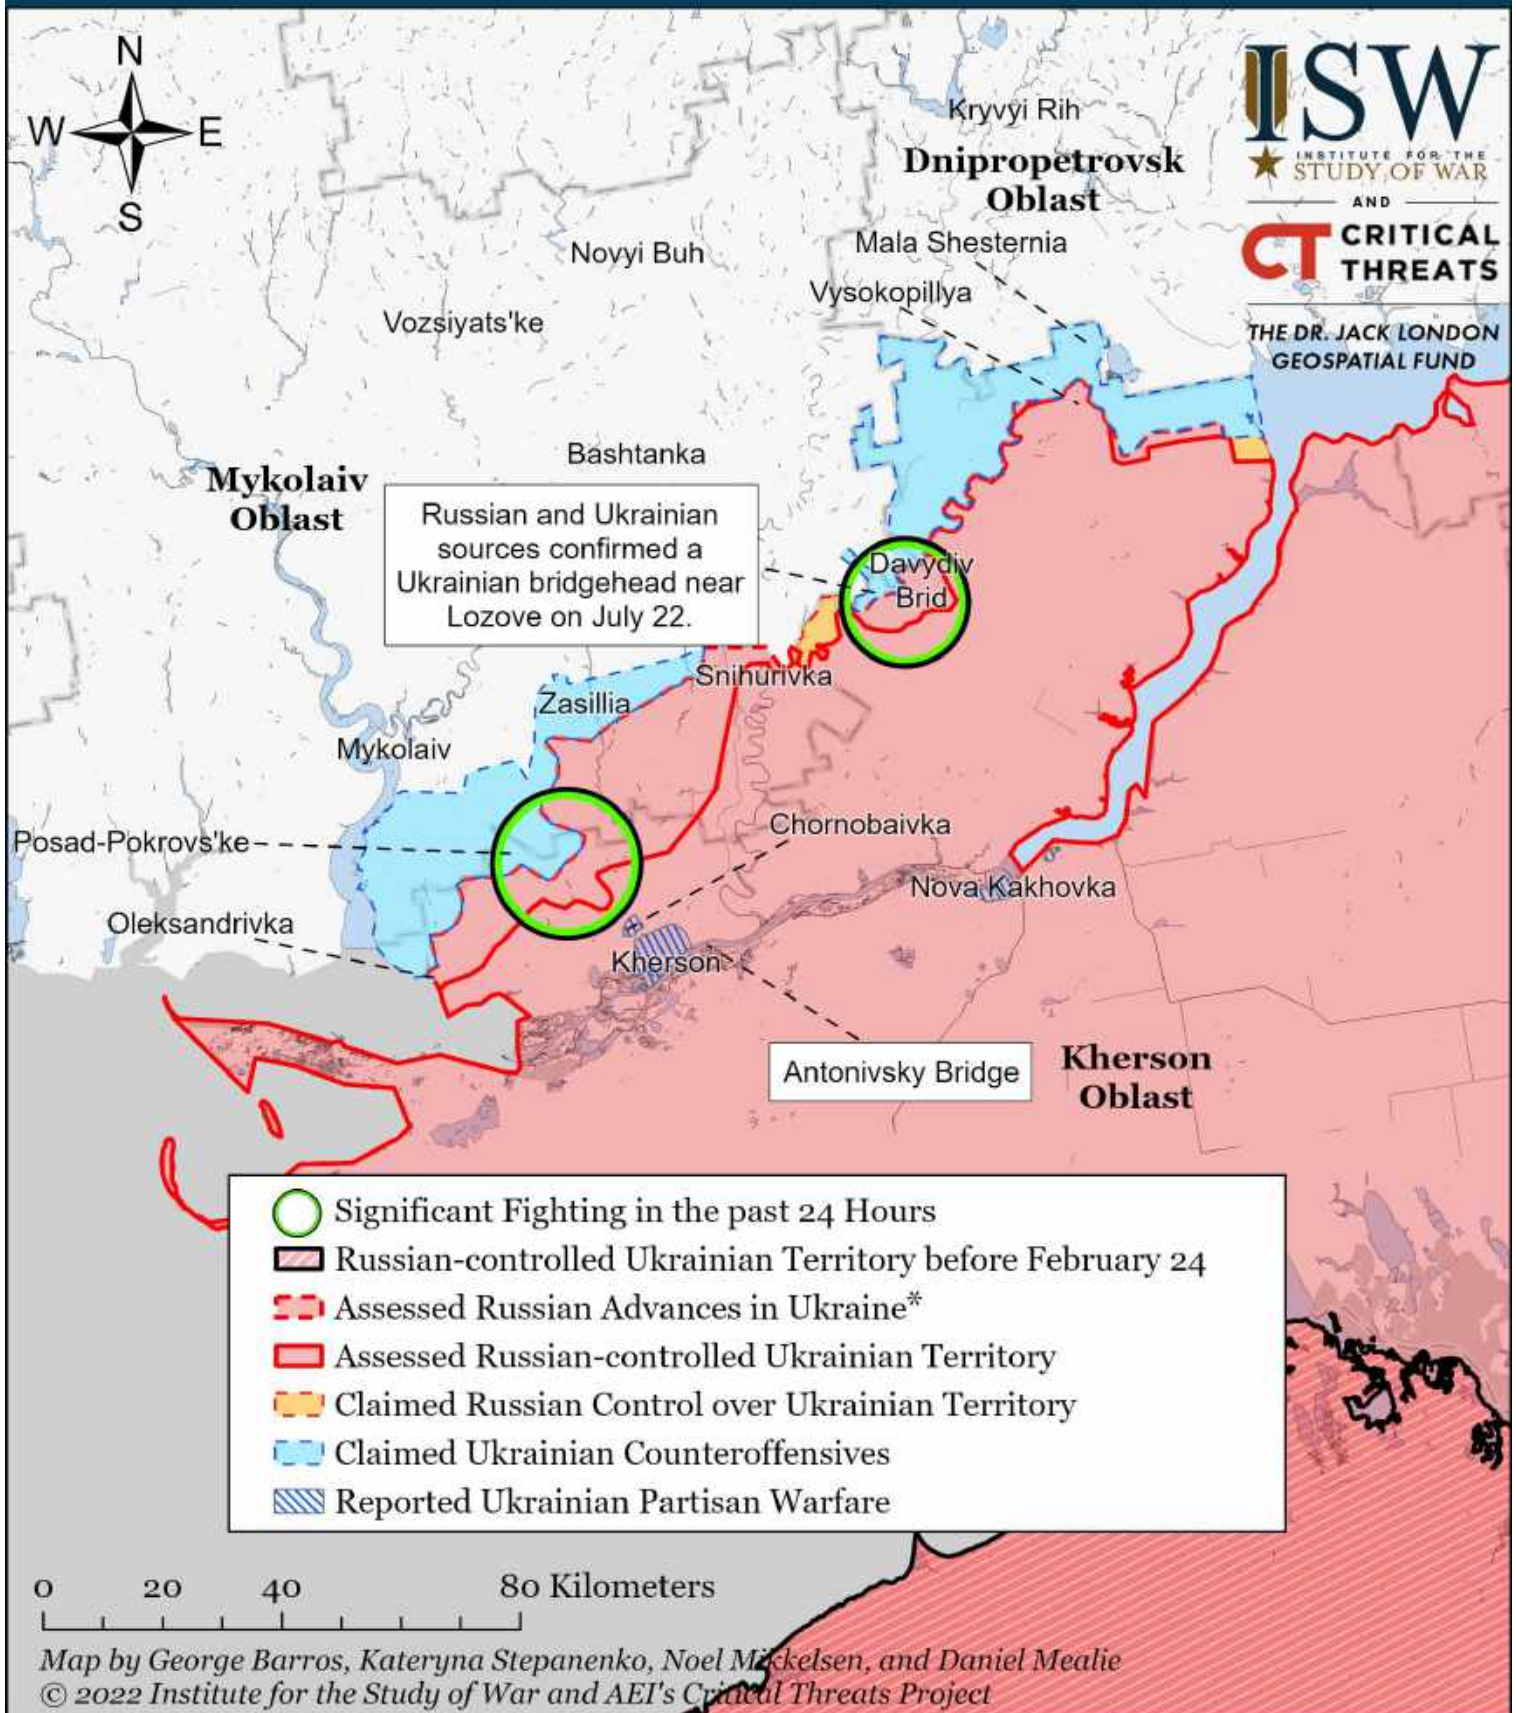 N
W
E
S
ISW
INSTITUTE FOR THE
STUDY OF WAR
AND
CT CRITICAL
THREATS
THE DR. JACK LONDON
GEOSPATIAL FUND
Kryvyi Rih
Dnipropetrovsk
Oblast
Mala Shesternia
Novyi Buh
Vysokopillya
Vozsiyats'ke
Bashtanka
Mykolaiv
Oblast
Russian and Ukrainian
sources confirmed a
Ukrainian bridgehead near
Lozove on July 22.
Davydiv
Brid
Snihurivka
Zasillia
Mykolaiv
Chornobaivka
Posad-Pokrovs'ke
Nova Kakhovka
Oleksandrivka
Kherson
Antonivsky Bridge
Kherson
Oblast
Significant Fighting in the past 24 Hours
Russian-controlled Ukrainian Territory before February 24
Assessed Russian Advances in Ukraine*
Assessed Russian-controlled Ukrainian Territory
Claimed Russian Control over Ukrainian Territory
Claimed Ukrainian Counteroffensives
Reported Ukrainian Partisan Warfare
0 20 40 80 Kilometers
Map by George Barros, Kateryna Stepanenko, Noel Mikkelsen, and Daniel Mealie
© 2022 Institute for the Study of War and AEI's Critical Threats Project